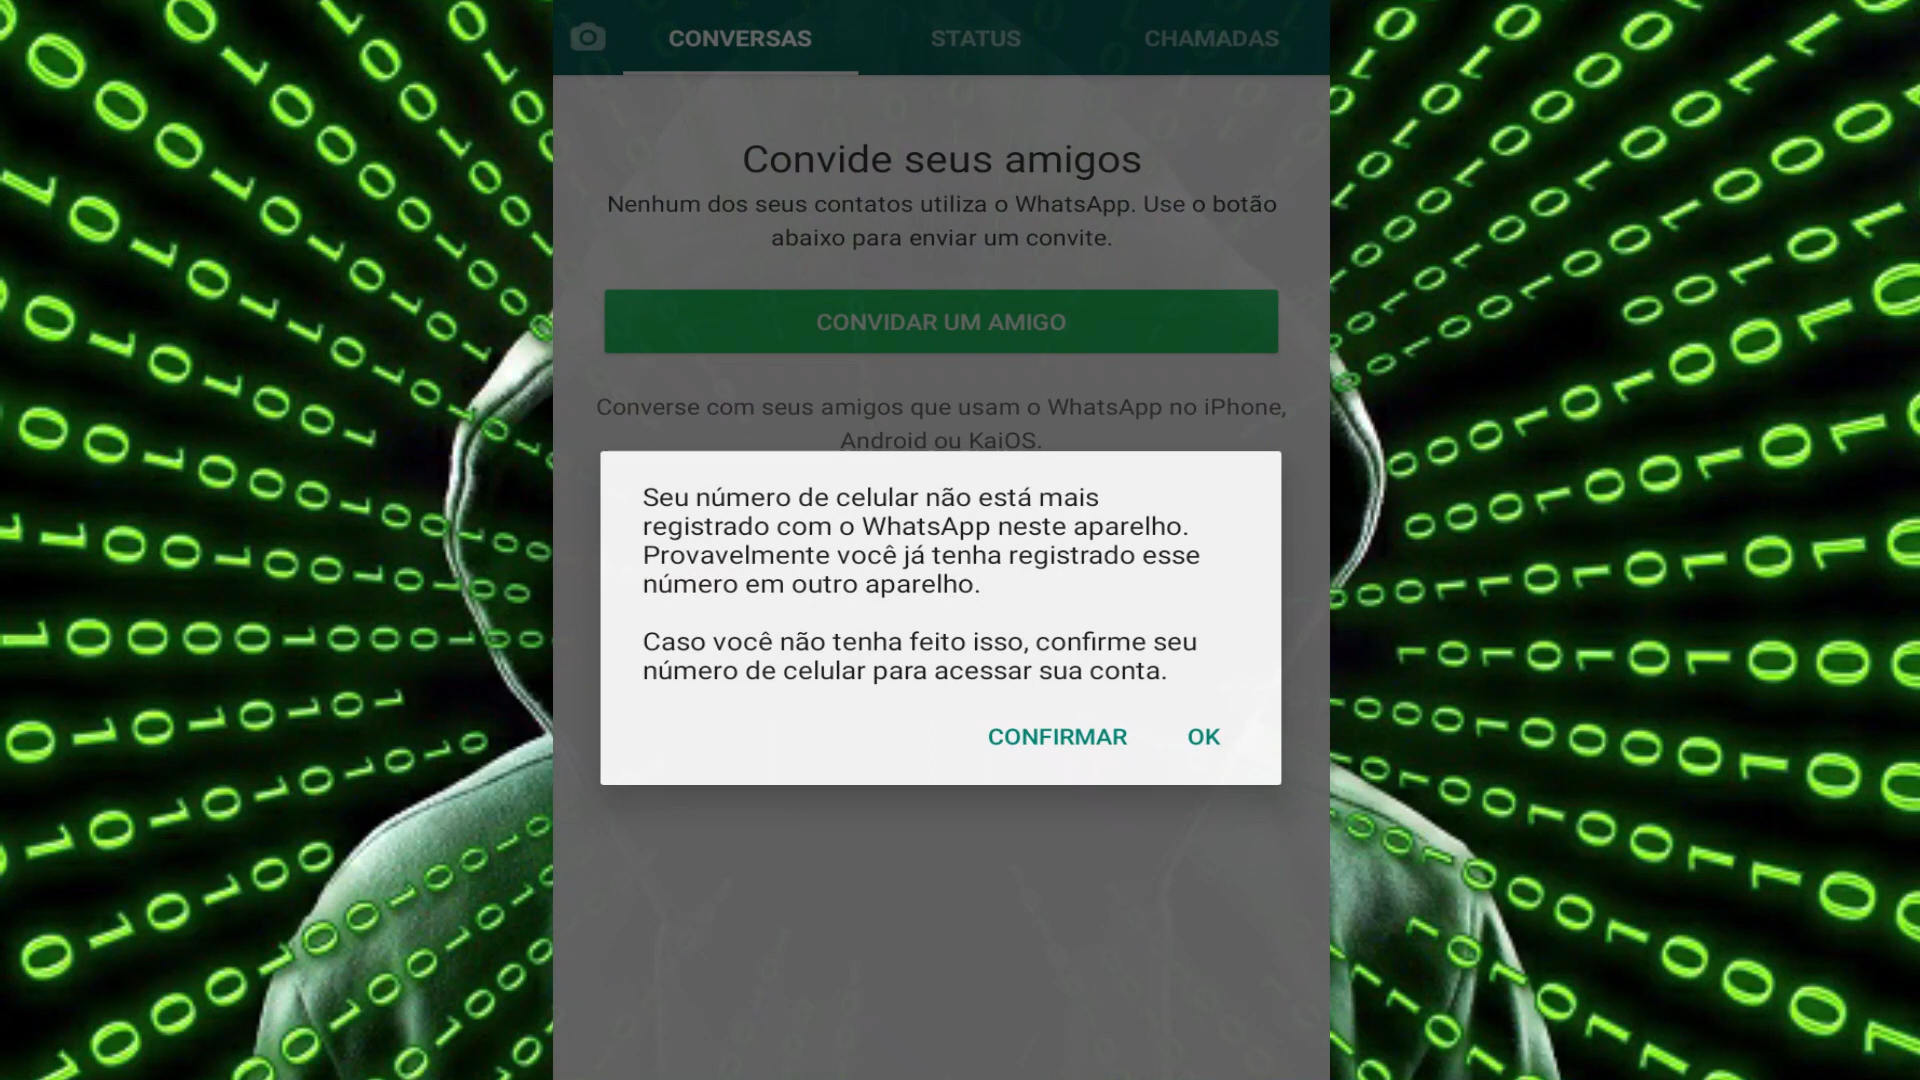 CONVERSAS STATUS CHAMADAS
Convide seus amigos
Nenhum dos seus contatos utiliza o WhatsApp. Use o botão
abaixo para enviar um convite.
CONVIDAR UM AMIGO
Converse com seus amigos que usam o WhatsApp no iPhone,
Android ou KaiOS.
Seu número de celular não está mais
registrado com o WhatsApp neste aparelho.
Provavelmente você já tenha registrado esse
número em outro aparelho.
Caso você não tenha feito isso, confirme seu
número de celular para acessar sua conta.
CONFIRMAR OK